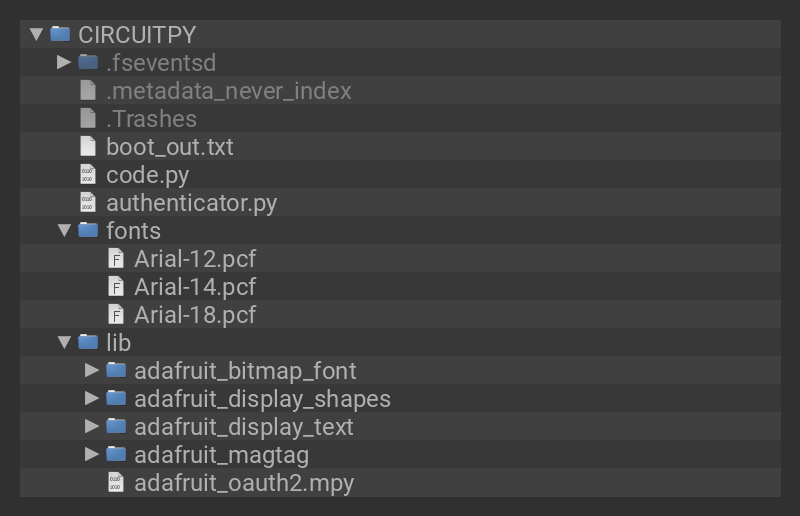 CIRCUITPY
.fseventsd
.metadata_never_index
.Trashes
boot_out.txt
code.py
authenticator.py
fonts
Arial-12.pcf
Arial-14.pcf
Arial-18.pcf
lib
adafruit_bitmap_font
adafruit_display_shapes
adafruit_display_text
adafruit_magtag
adafruit_oauth2.mpy